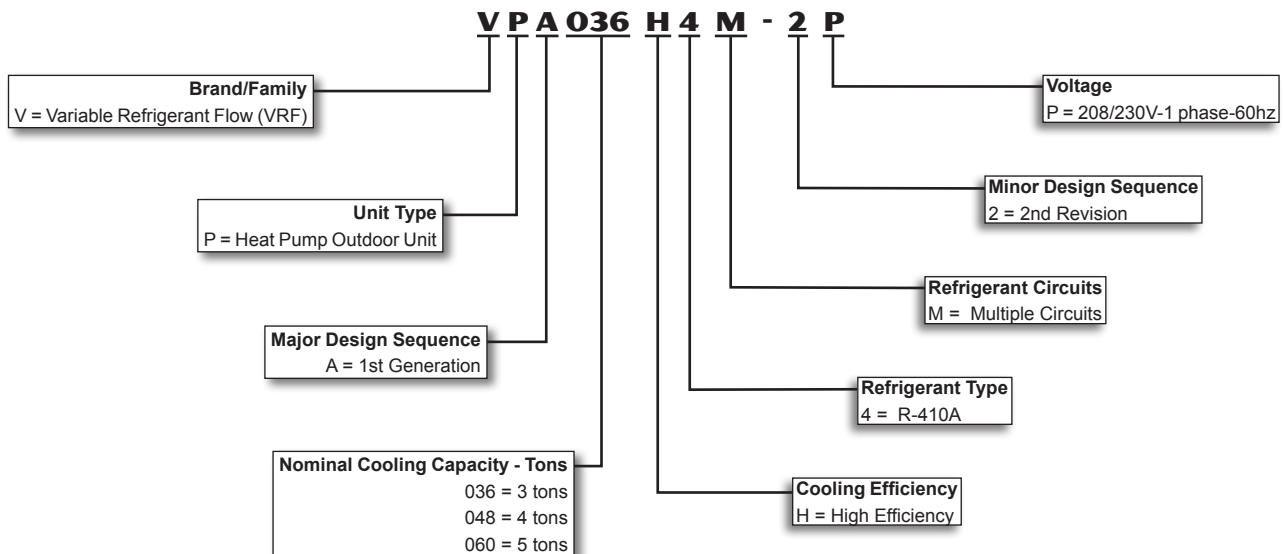 V P A 036 H 4 M - 2 P
Brand/Family
V = Variable Refrigerant Flow (VRF)
Unit Type
P = Heat Pump Outdoor Unit
Major Design Sequence
A = 1st Generation
Nominal Cooling Capacity - Tons
036 = 3 tons
048 = 4 tons
060 = 5 tons
Voltage
P = 208/230V-1 phase-60hz
Minor Design Sequence
2 = 2nd Revision
Refrigerant Circuits
M = Multiple Circuits
Refrigerant Type
4 = R-410A
Cooling Efficiency
H = High Efficiency